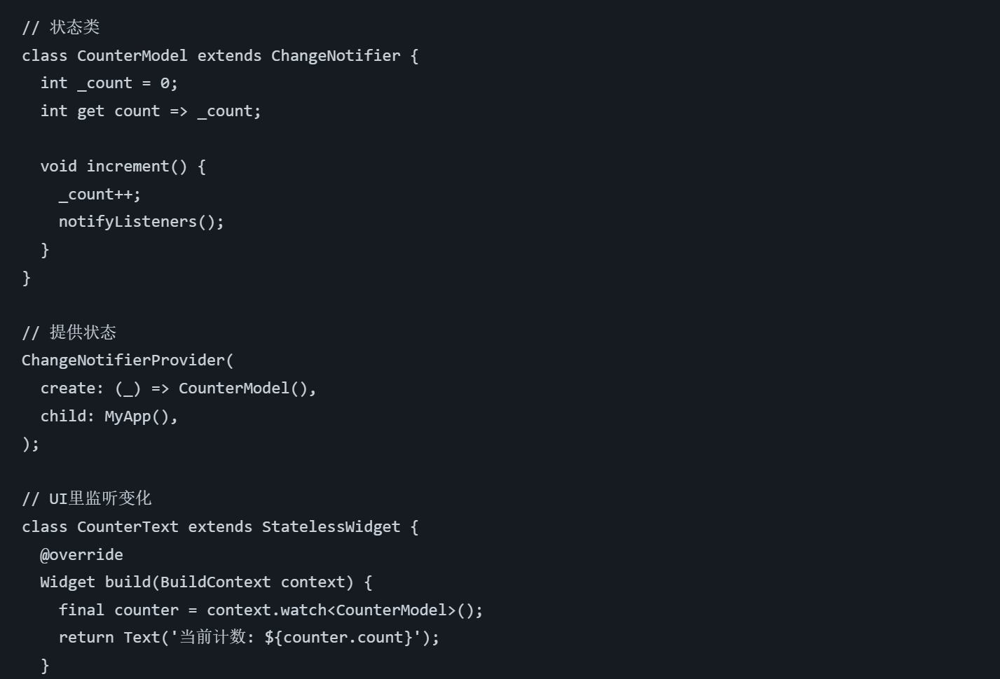 // 状态类
class CounterModel extends ChangeNotifier {
  int _count = 0;
  int get count => _count;

  void increment() {
    _count++;
    notifyListeners();
  }
}

// 提供状态
ChangeNotifierProvider(
  create: (_) => CounterModel(),
  child: MyApp(),
);

// UI里监听变化
class CounterText extends StatelessWidget {
  @override
  Widget build(BuildContext context) {
    final counter = context.watch<CounterModel>();
    return Text('当前计数: ${counter.count}');
  }